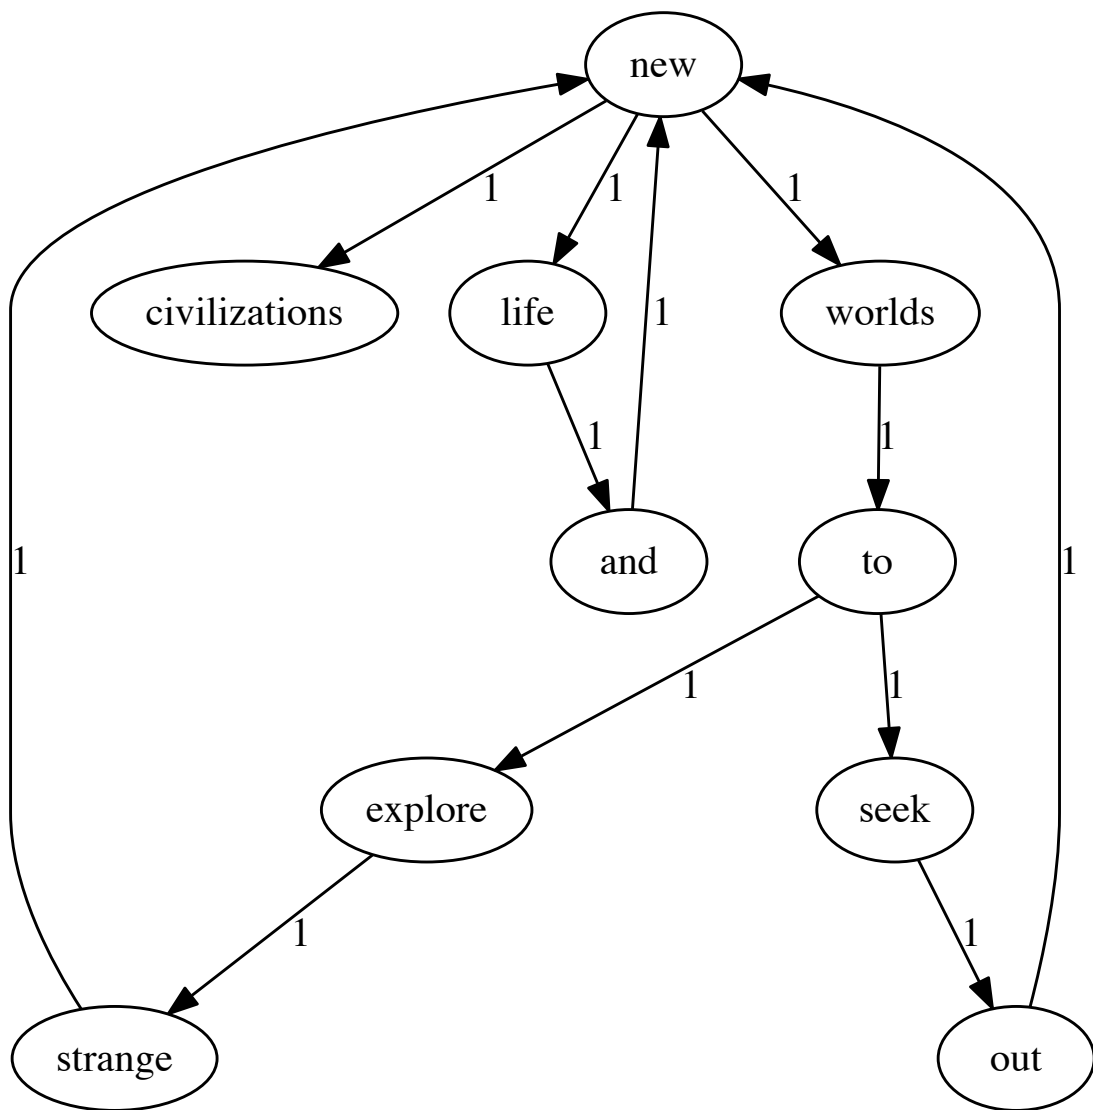 new
1 1 1
civilizations life worlds
1
1 1
1 and to 1
1 1
explore seek
1 1
strange out